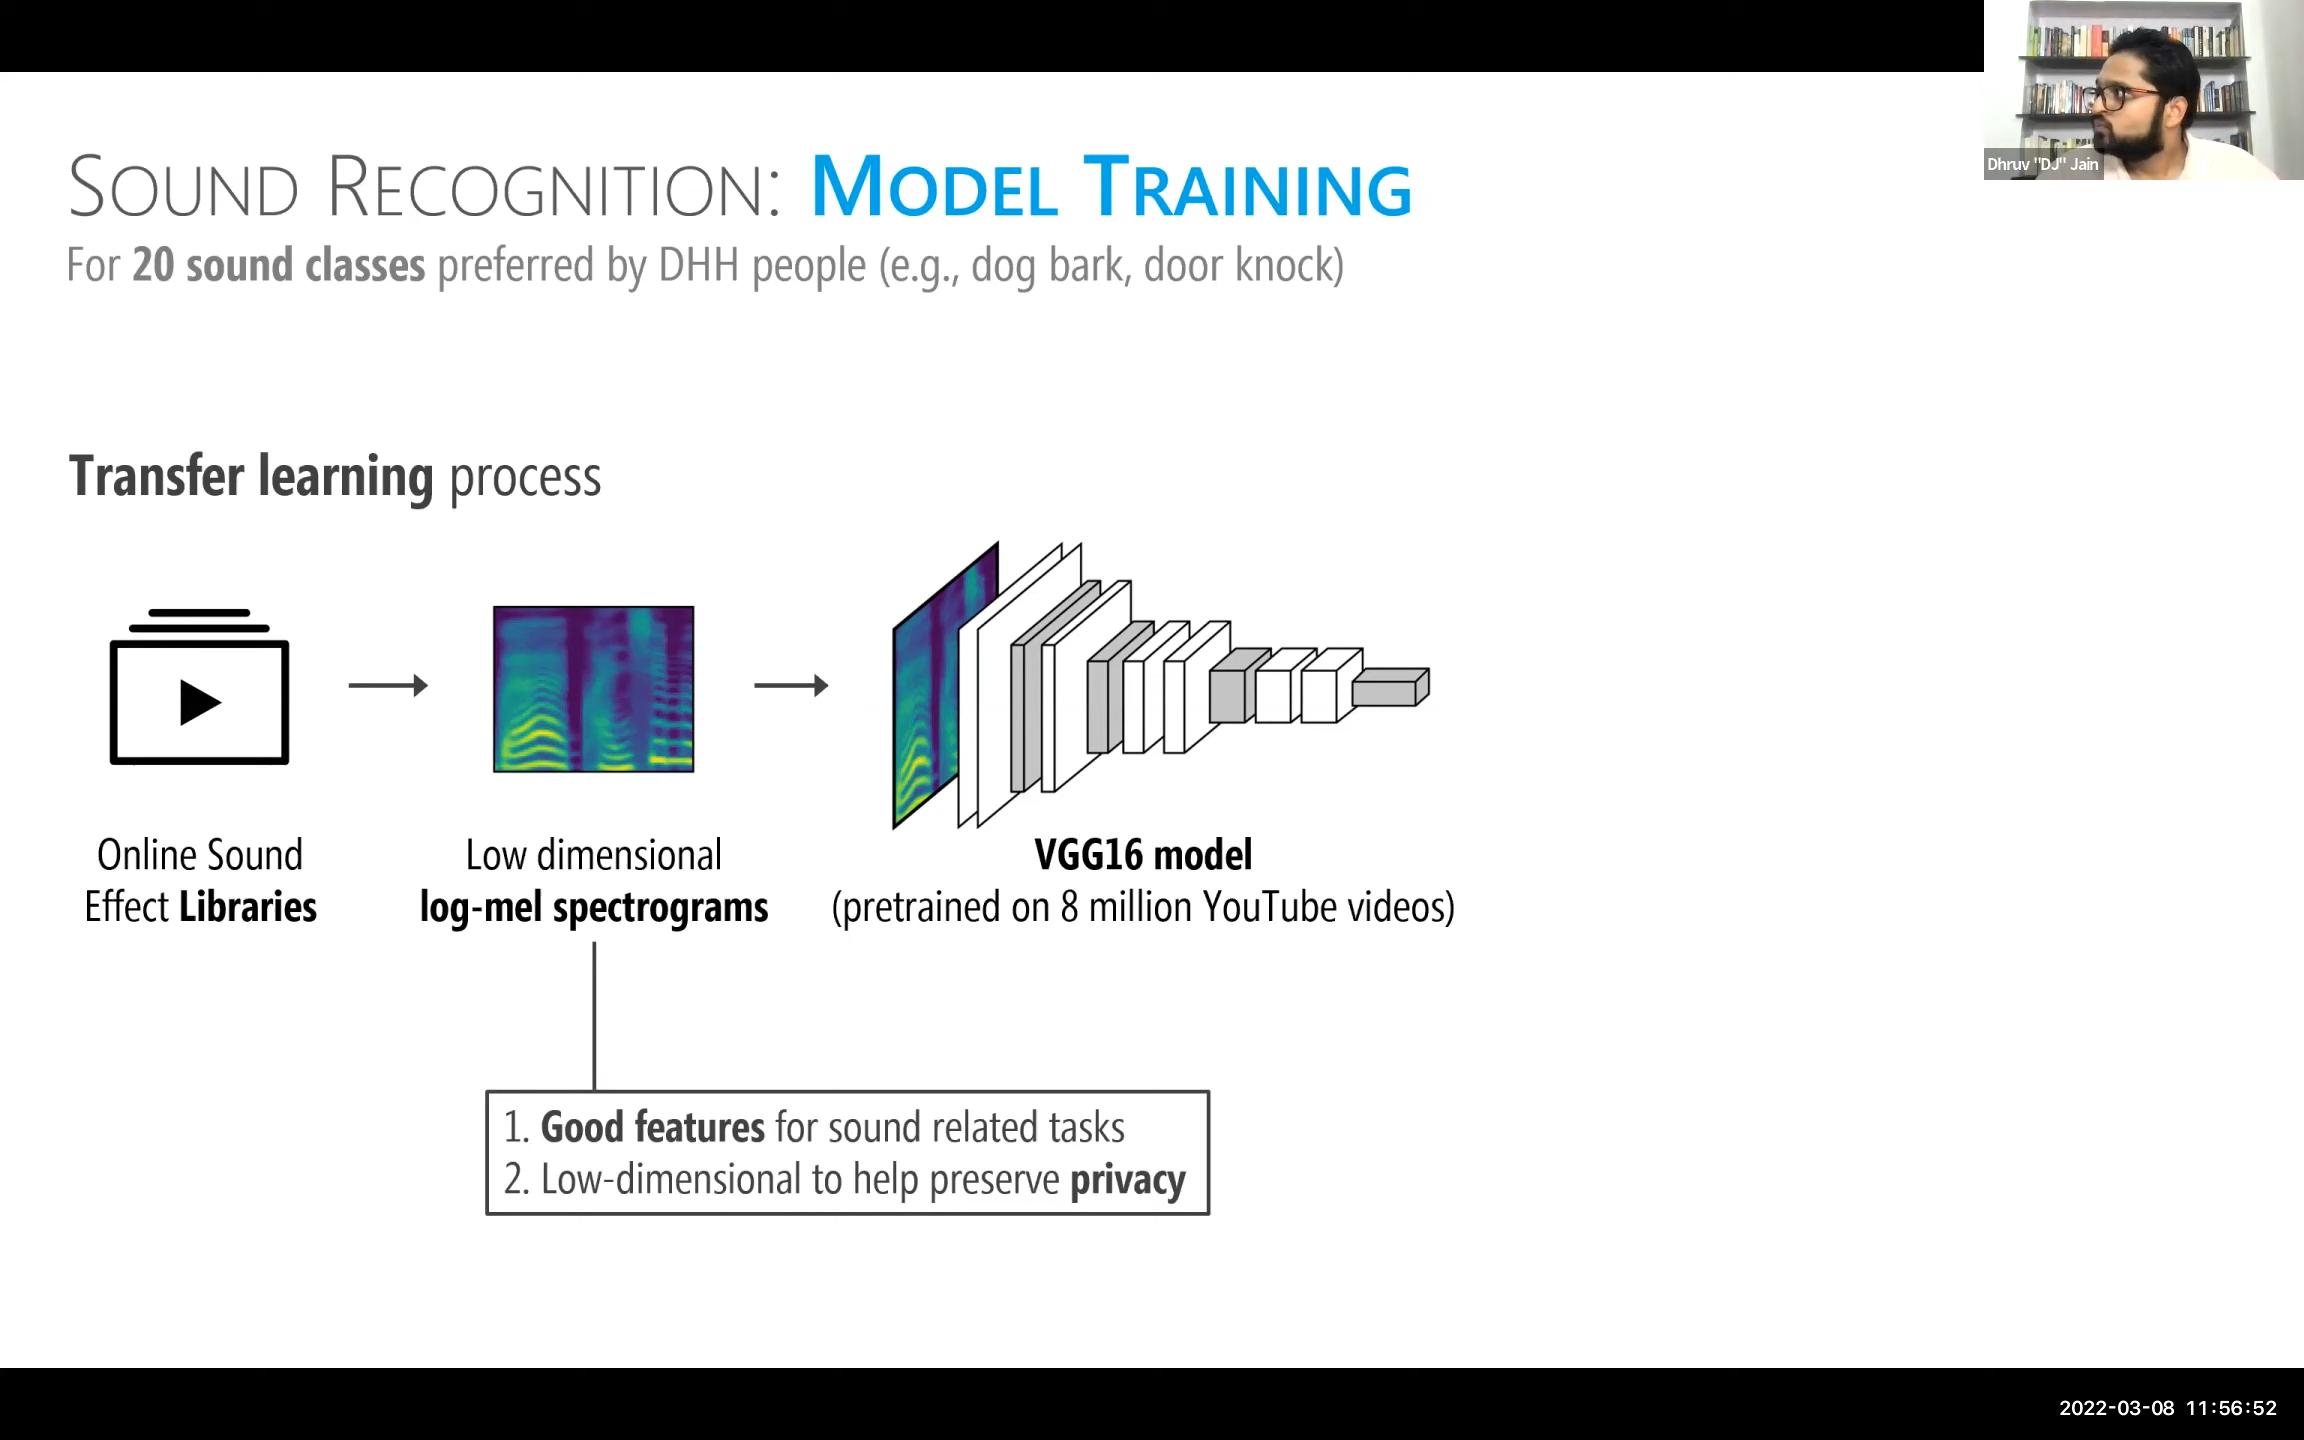 Dhruv "DJ" Jain
SOUND RECOGNITION: MODEL TRAINING
For 20 sound classes preferred by DHH people (e.g., dog bark, door knock)
Transfer learning process
Online Sound
Effect Libraries
Low dimensional
log-mel spectrograms
VGG16 model
(pretrained on 8 million YouTube videos)
1. Good features for sound related tasks
2. Low-dimensional to help preserve privacy
2022-03-08 11:56:52